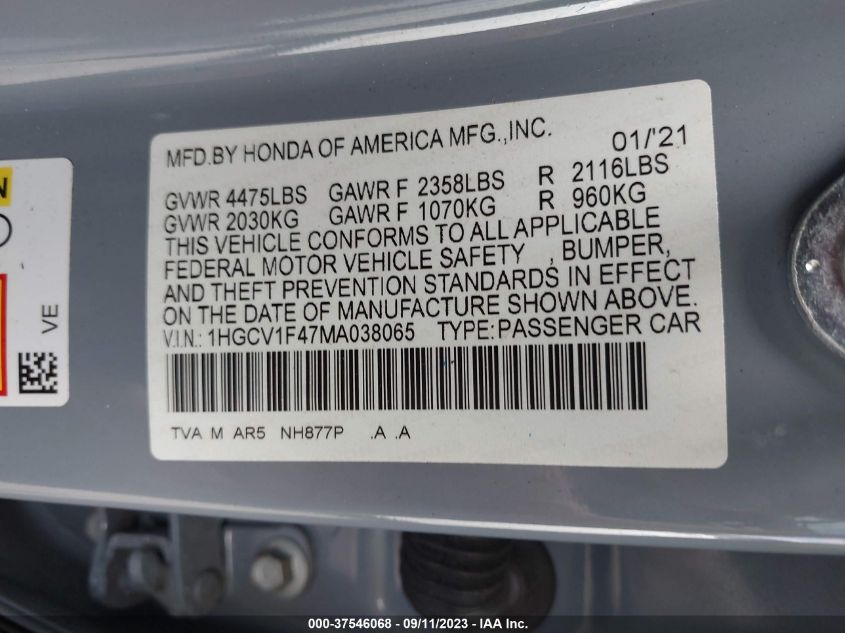 MFD.BY HONDA OF AMERICA MFG.,INC. 01/'21
GVWR 4475LBS GAWR F 2358LBS R 2116LBS
GVWR 2030KG GAWR F 1070KG R 960KG
THIS VEHICLE CONFORMS TO ALL APPLICABLE
FEDERAL MOTOR VEHICLE SAFETY , BUMPER,
AND THEFT PREVENTION STANDARDS IN EFFECT
ON THE DATE OF MANUFACTURE SHOWN ABOVE.
V.I.N.: 1HGCV1F47MA038065 TYPE:PASSENGER CAR
TVA M AR5 NH877P .A .A
VE
000-37546068 - 09/11/2023 - IAA Inc.